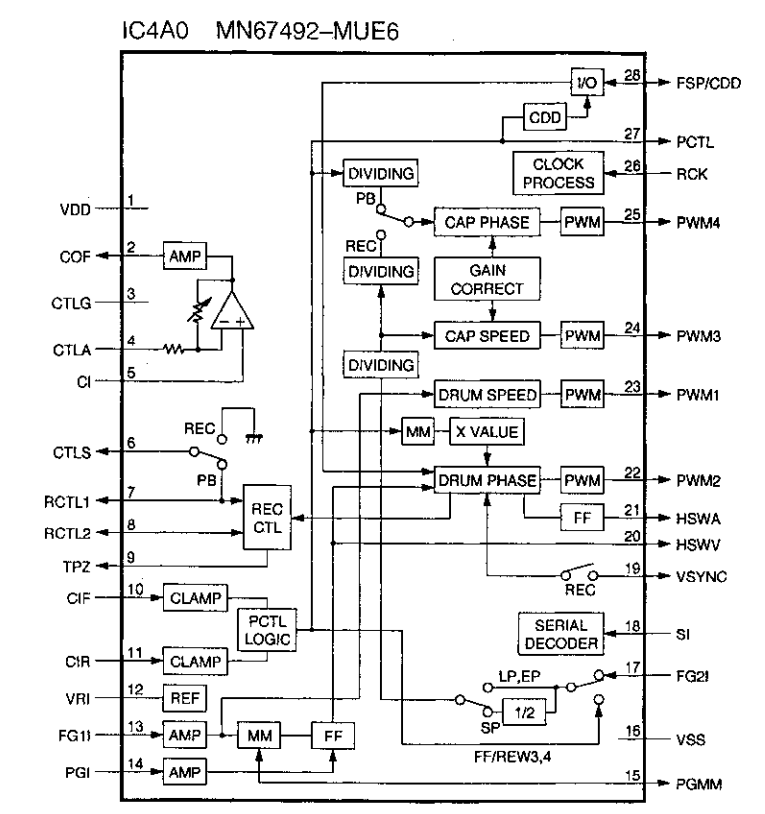 IC4A0 MN67492–MUE6
28 FSP/CDD
I/O
CDD
27 PCTL
DIVIDING
CLOCK
PROCESS
26 RCK
PB
VDD 1
CAP PHASE
PWM
25 PWM4
REC
COF 2
AMP
DIVIDING
GAIN
CORRECT
CTLG 3
– +
CAP SPEED
PWM
24 PWM3
CTLA 4
DIVIDING
CI 5
DRUM SPEED
PWM
23 PWM1
REC
MM
X VALUE
CTLS 6
PB
DRUM PHASE
PWM
22 PWM2
RCTL1 7
REC
CTL
FF
21 HSWA
RCTL2 8
20 HSWV
TPZ 9
19 VSYNC
REC
CIF 10
CLAMP
PCTL
LOGIC
SERIAL
DECODER
18 SI
CIR 11
CLAMP
LP,EP
17 FG2I
VRI 12
REF
1/2
SP
FG1I 13
AMP
MM
FF
16 VSS
FF/REW3,4
PGI 14
AMP
15 PGMM